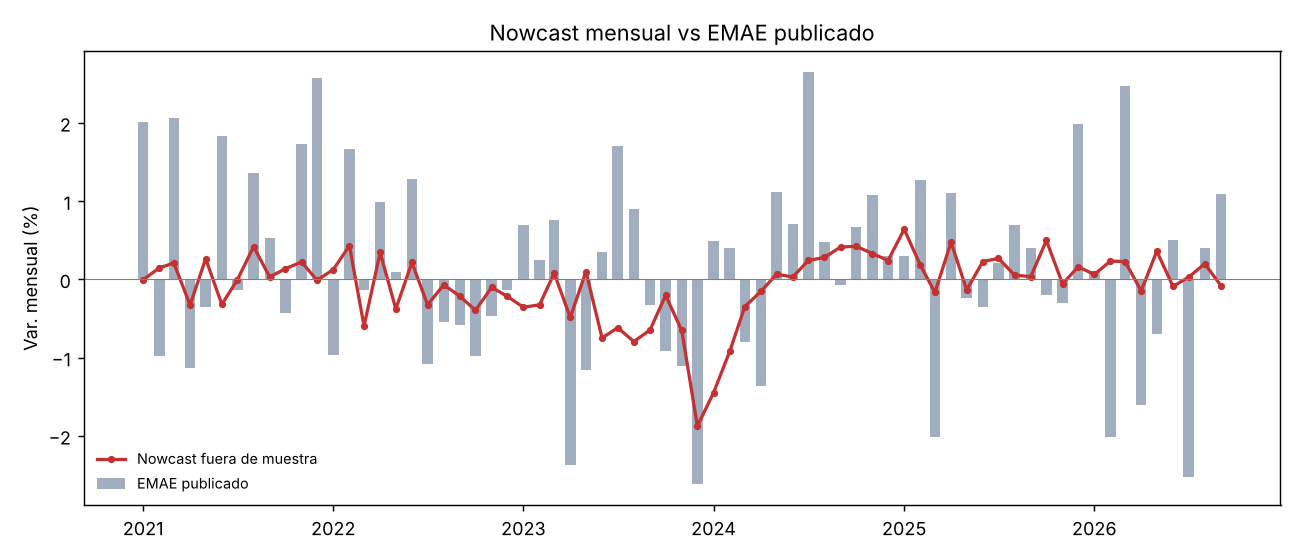 Nowcast mensual vs EMAE publicado
Var. mensual (%)
2
1
0
−1
−2
Nowcast fuera de muestra
EMAE publicado
2021 2022 2023 2024 2025 2026